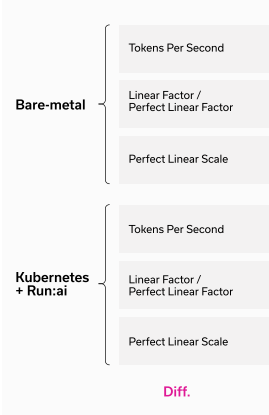 Bare-metal
Tokens Per Second
Linear Factor /
Perfect Linear Factor
Perfect Linear Scale
Kubernetes
+ Run:ai
Tokens Per Second
Linear Factor /
Perfect Linear Factor
Perfect Linear Scale
Diff.